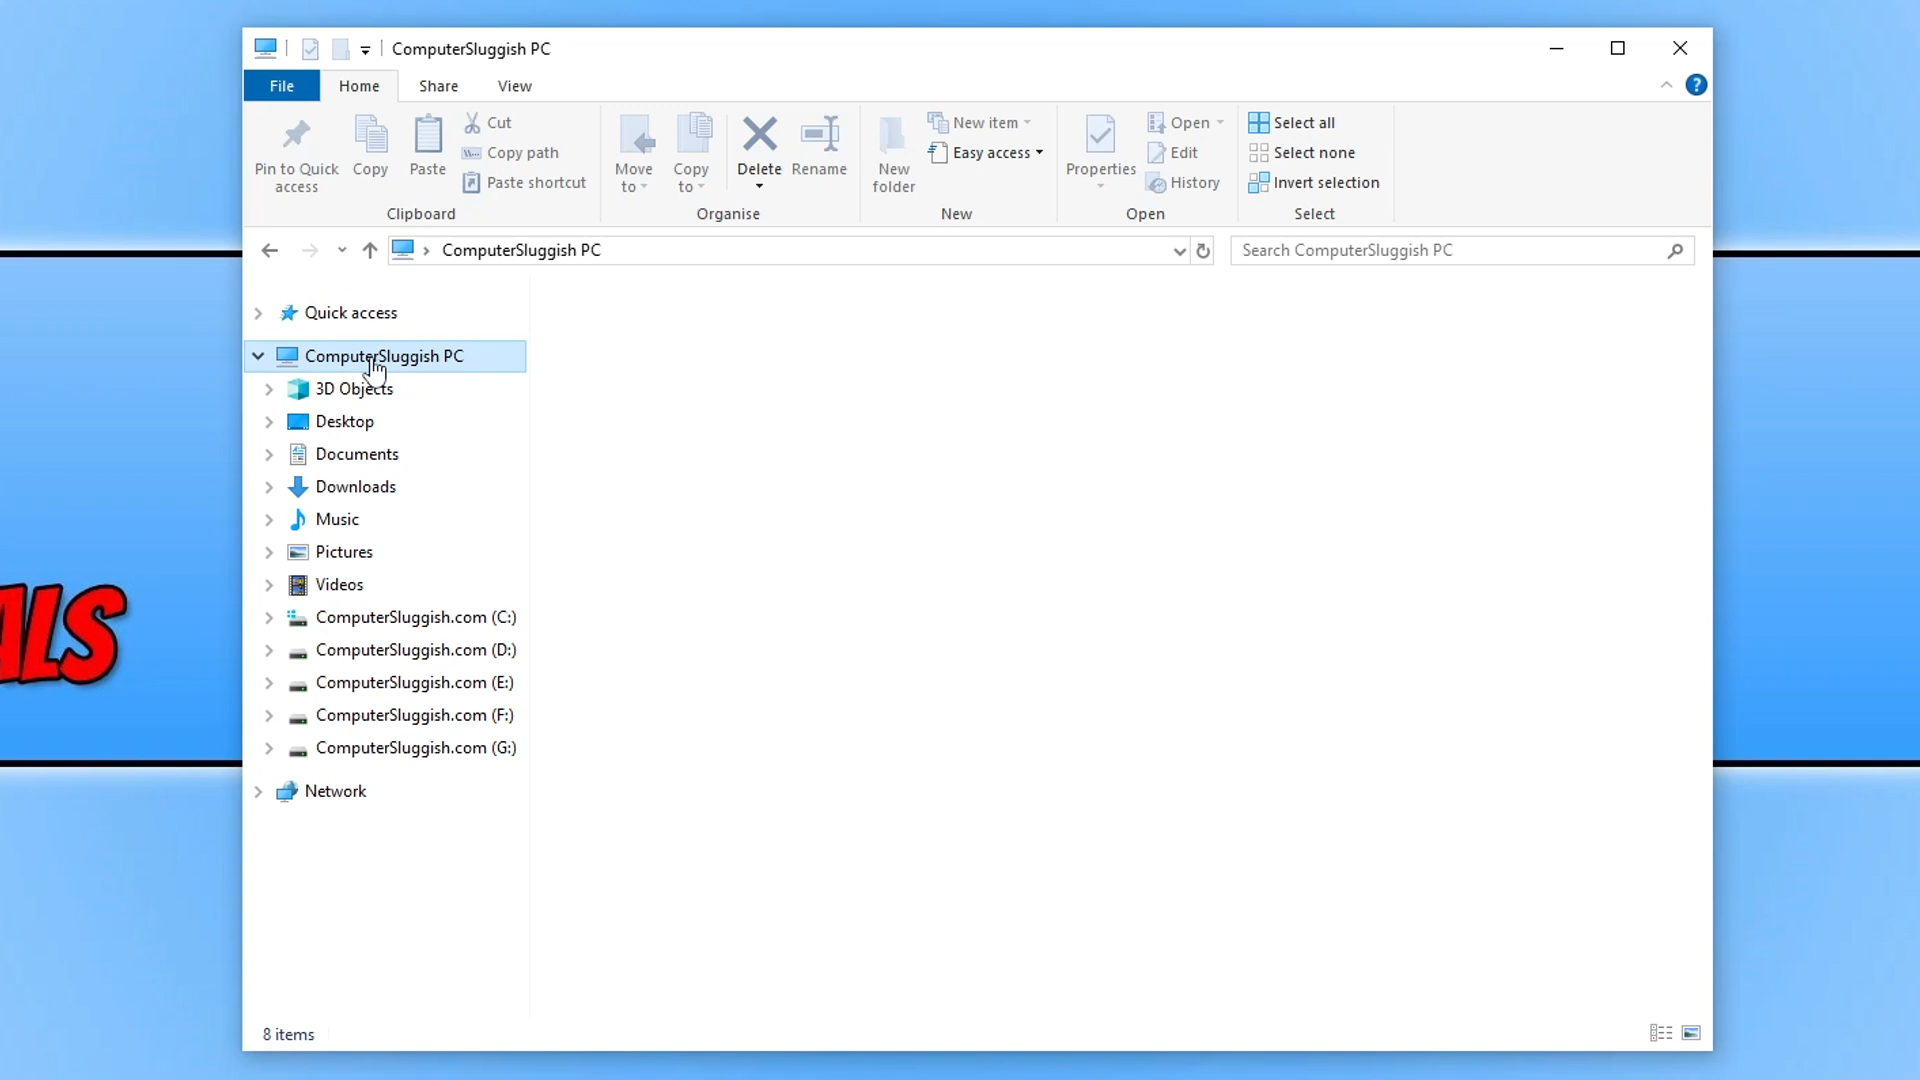 ComputerSluggish PC
File Home Share View
Pin to Quick access
Copy
Paste
Cut
Copy path
Paste shortcut
Clipboard
Move to
Copy to
Delete
Rename
Organise
New folder
New item
Easy access
New
Properties
Open
Edit
History
Open
Select all
Select none
Invert selection
Select
ComputerSluggish PC
Search ComputerSluggish PC
Quick access
ComputerSluggish PC
3D Objects
Desktop
Documents
Downloads
Music
Pictures
Videos
ComputerSluggish.com (C:)
ComputerSluggish.com (D:)
ComputerSluggish.com (E:)
ComputerSluggish.com (F:)
ComputerSluggish.com (G:)
Network
ALS
8 items